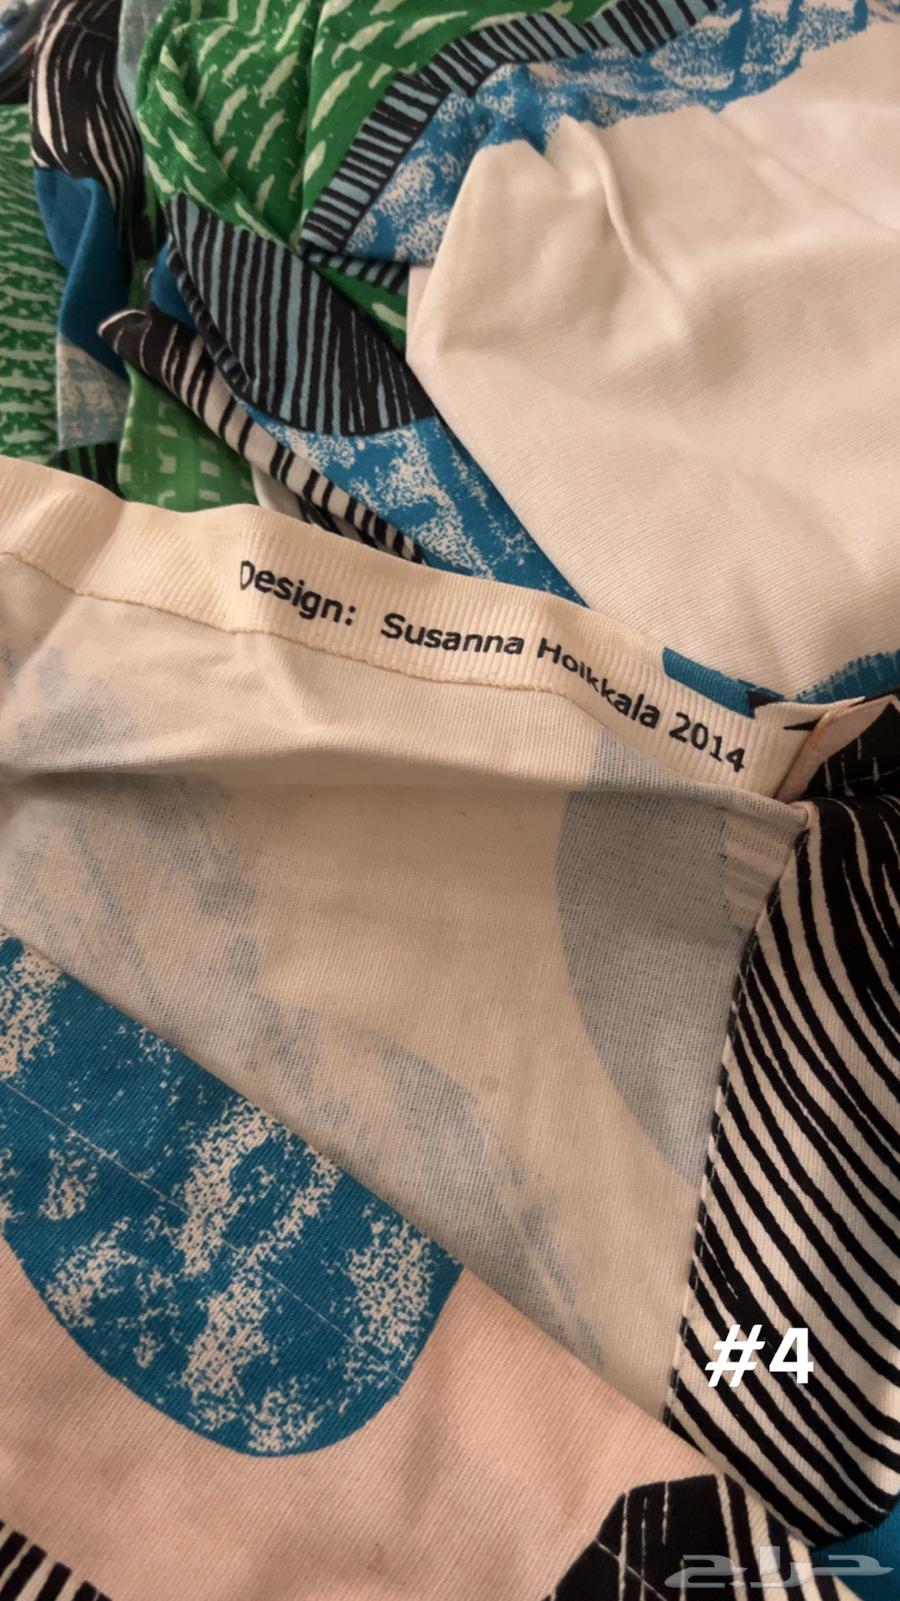 Design: Susanna Hoikkala 2014
#4
حراج